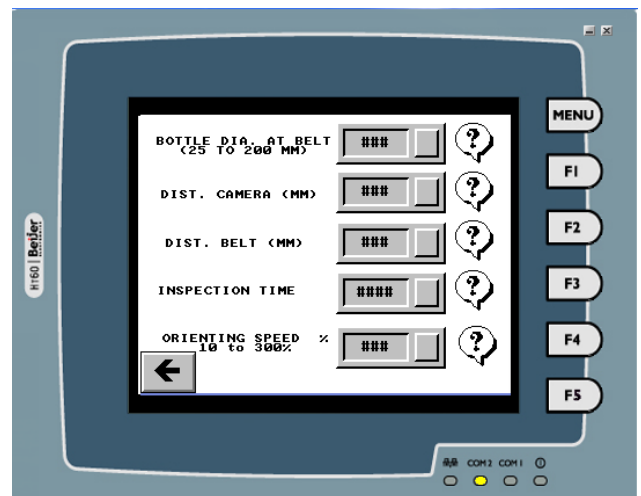 MENU
BOTTLE DIA. AT BELT
(25 TO 200 MM)
###
F1
DIST. CAMERA (MM)
###
F2
DIST. BELT (MM)
###
HT60 | Beijer
F3
INSPECTION TIME
####
F4
ORIENTING SPEED %
10 to 300%
###
F5
COM2 COM1